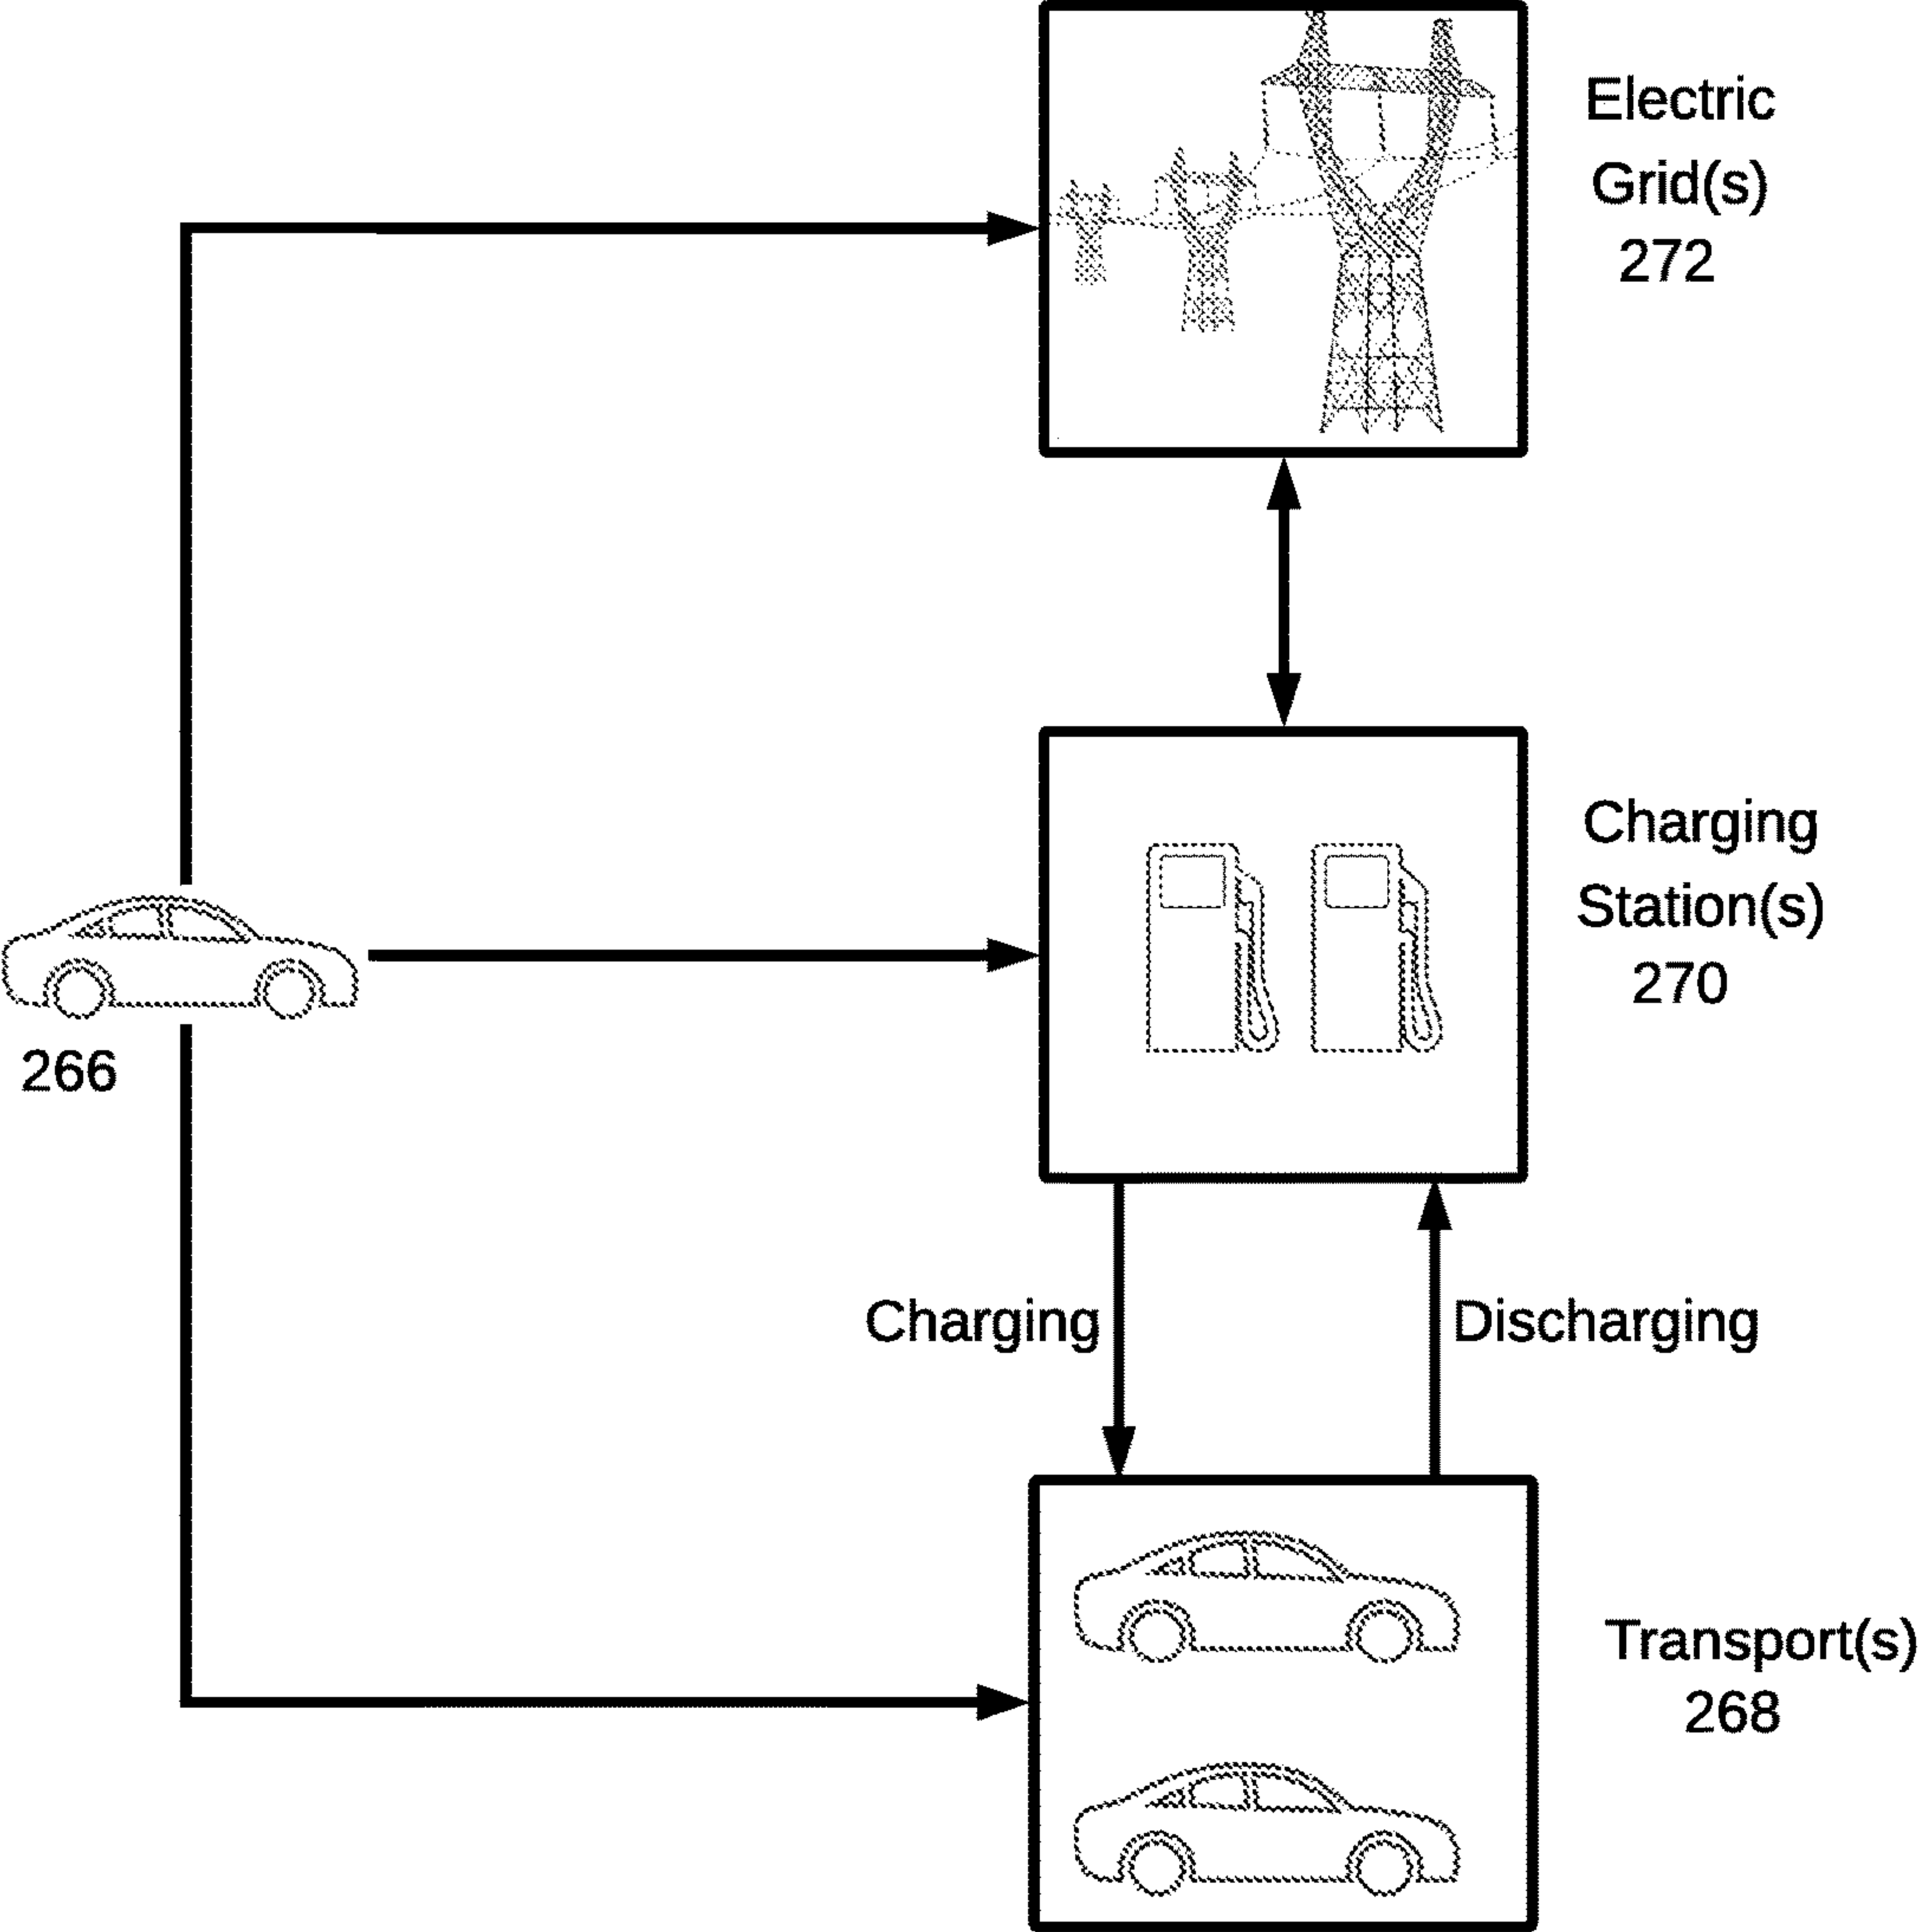 Electric
Grid(s)
272
Charging
Station(s)
270
266
Charging
Discharging
Transport(s)
268